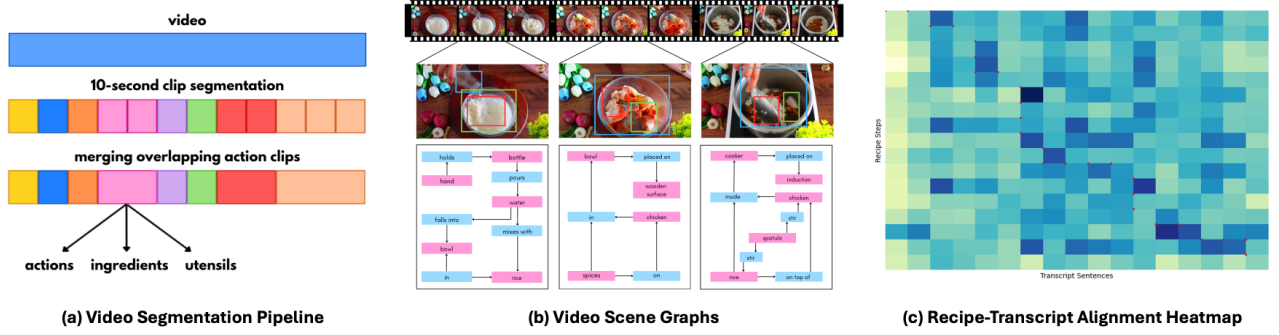 video
10-second clip segmentation
merging overlapping action clips
actions ingredients utensils
(a) Video Segmentation Pipeline
holds bottle
hand pours
water
falls into mixes with
bowl
in rice
bowl placed on
wooden
surface
in chicken
spices on
cooker placed on
induction
inside chicken
stir
spatula
stir
rice on top of
(b) Video Scene Graphs
Recipe Steps
Transcript Sentences
(c) Recipe-Transcript Alignment Heatmap